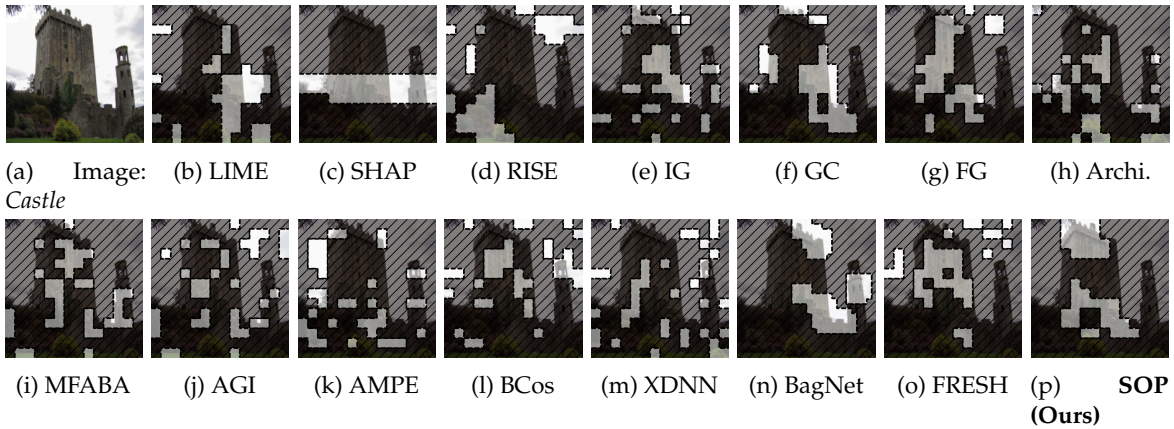 (a) Image: Castle
(b) LIME
(c) SHAP
(d) RISE
(e) IG
(f) GC
(g) FG
(h) Archi.
(i) MFABA
(j) AGI
(k) AMPE
(l) BCos
(m) XDNN
(n) BagNet
(o) FRESH
(p) SOP (Ours)